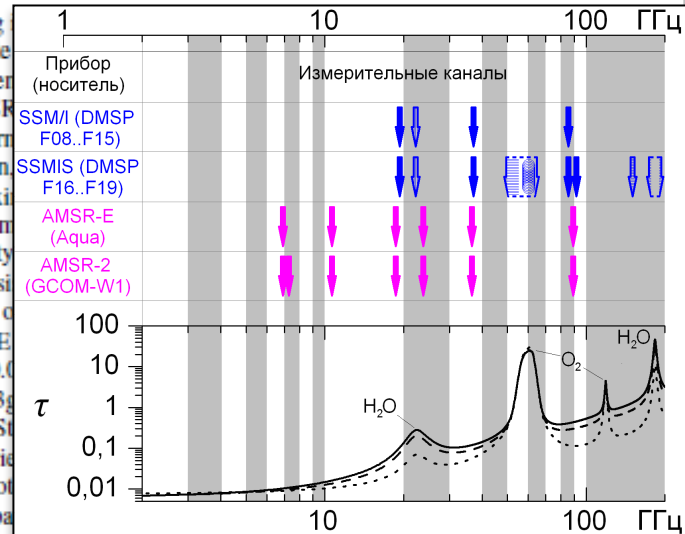 1 10 100 ГГц
Прибор
(носитель)
Измерительные каналы
SSM/I (DMSP
F08..F15)
SSMIS (DMSP
F16..F19)
AMSR-E
(Aqua)
AMSR-2
(GCOM-W1)
100
10
1
0,1
0,01
τ
H₂O
O₂
H₂O
10 100 ГГц